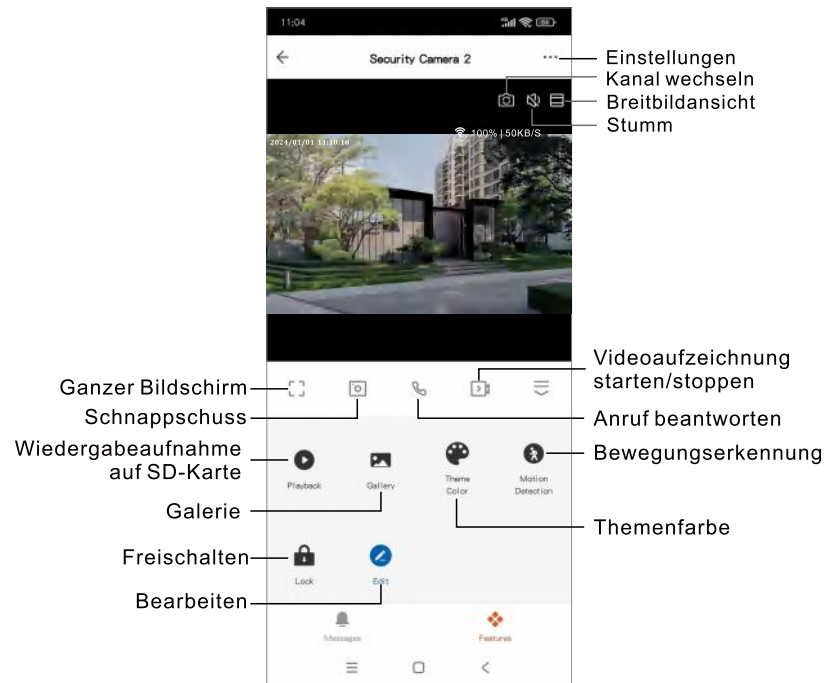 11:04
Security Camera 2
Einstellungen
Kanal wechseln
Breitbildansicht
Stumm
100% | 50KB/S
2024/01/01 11:10:10
Videoaufzeichnung
starten/stoppen
Ganzer Bildschirm
Schnappschuss
Anruf beantworten
Wiedergabeaufnahme
auf SD-Karte
Bewegungserkennung
Playback
Gallery
Theme
Color
Motion
Detection
Galerie
Themenfarbe
Freischalten
Lock
Edit
Bearbeiten
Messages
Features